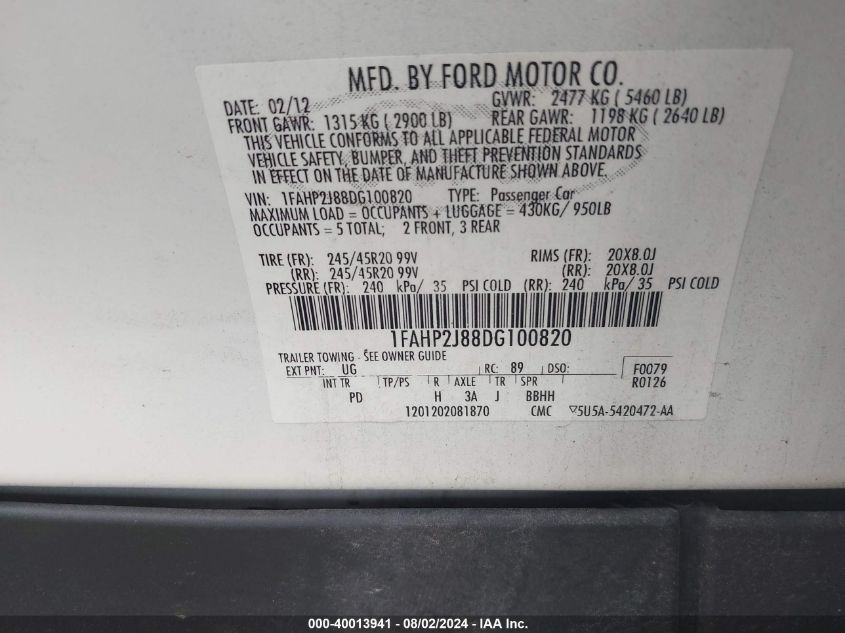 MFD. BY FORD MOTOR CO.
DATE: 02/12 GVWR: 2477 KG ( 5460 LB)
FRONT GAWR: 1315 KG ( 2900 LB) REAR GAWR: 1198 KG ( 2640 LB)
THIS VEHICLE CONFORMS TO ALL APPLICABLE FEDERAL MOTOR
VEHICLE SAFETY, BUMPER, AND THEFT PREVENTION STANDARDS
IN EFFECT ON THE DATE OF MANUFACTURE SHOWN ABOVE.
VIN: 1FAHP2J88DG100820 TYPE: Passenger Car
MAXIMUM LOAD = OCCUPANTS + LUGGAGE = 430KG/ 950LB
OCCUPANTS = 5 TOTAL; 2 FRONT, 3 REAR
TIRE (FR): 245/45R20 99V RIMS (FR): 20X8.0J
(RR): 245/45R20 99V (RR): 20X8.0J
PRESSURE (FR): 240 kPa/ 35 PSI COLD (RR): 240 kPa/ 35 PSI COLD
1FAHP2J88DG100820
TRAILER TOWING - SEE OWNER GUIDE
EXT PNT: UG RC: 89 DSO: F0079
INT TR TP/PS R AXLE TR SPR R0126
PD H 3A J BBHH
1201202081870 CMC ▽5U5A-5420472-AA
000-40013941 - 08/02/2024 - IAA Inc.